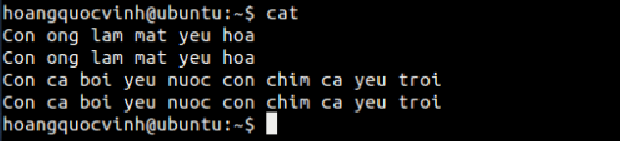 hoangquocvinh@ubuntu:~$ cat
Con ong lam mat yeu hoa
Con ong lam mat yeu hoa
Con ca boi yeu nuoc con chim ca yeu troi
Con ca boi yeu nuoc con chim ca yeu troi
hoangquocvinh@ubuntu:~$